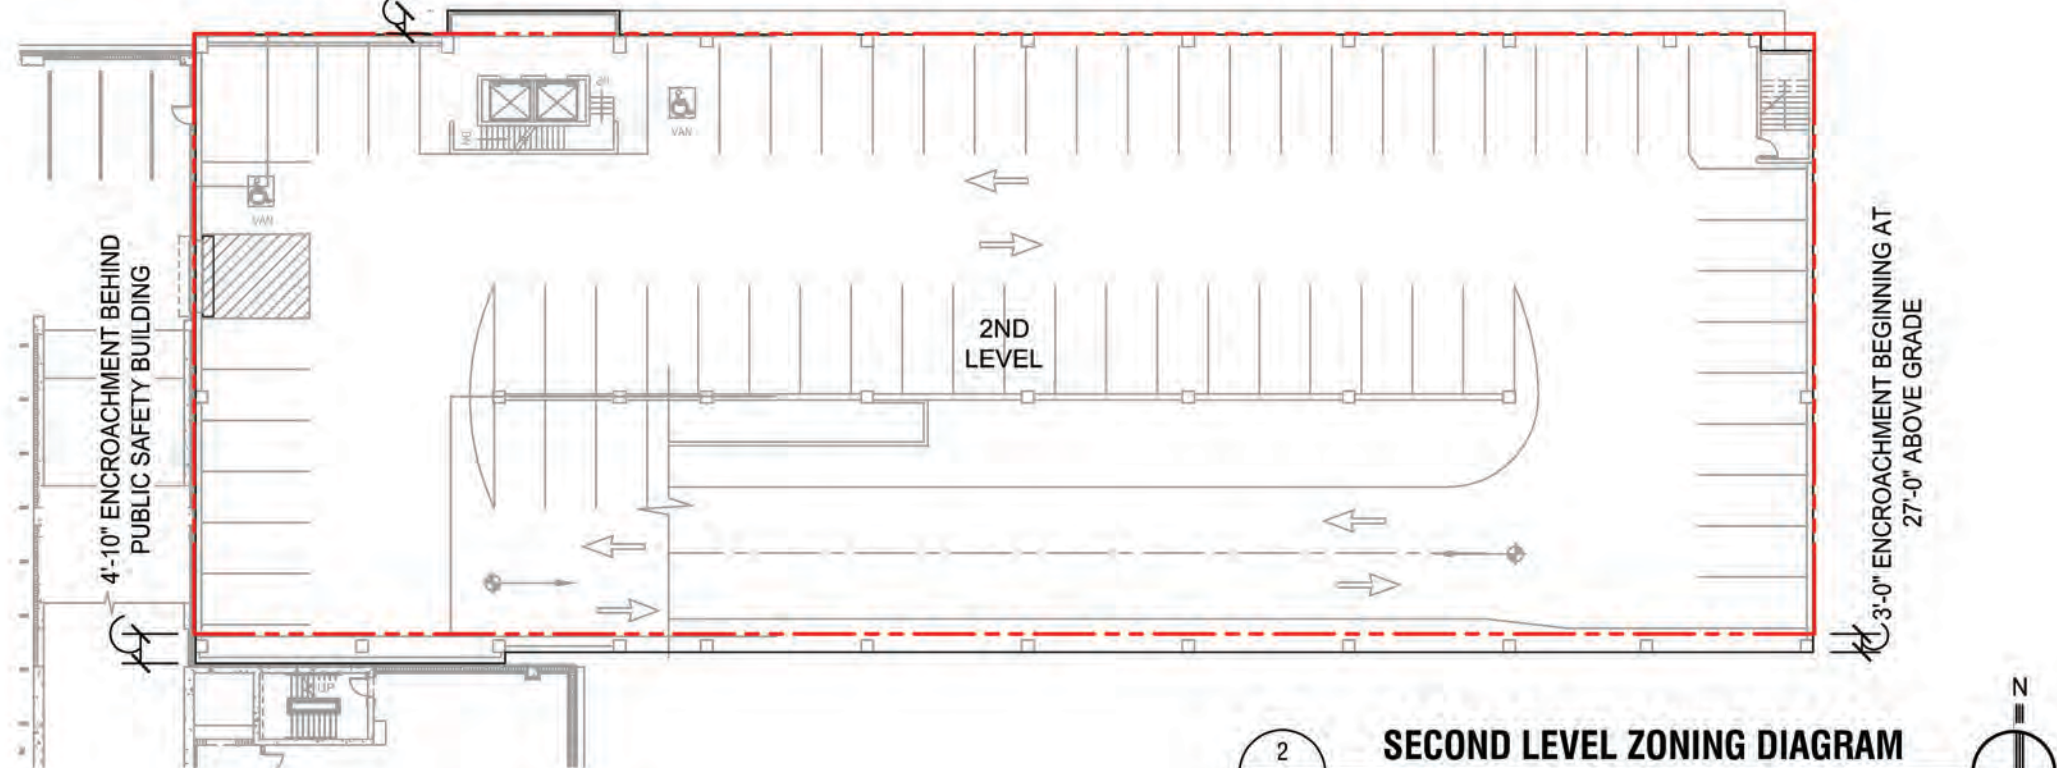 VAN
VAN
DN
4'-10" ENCROACHMENT BEHIND
PUBLIC SAFETY BUILDING
2ND
LEVEL
3'-0" ENCROACHMENT BEGINNING AT
27'-0" ABOVE GRADE
UP
N
2
SECOND LEVEL ZONING DIAGRAM